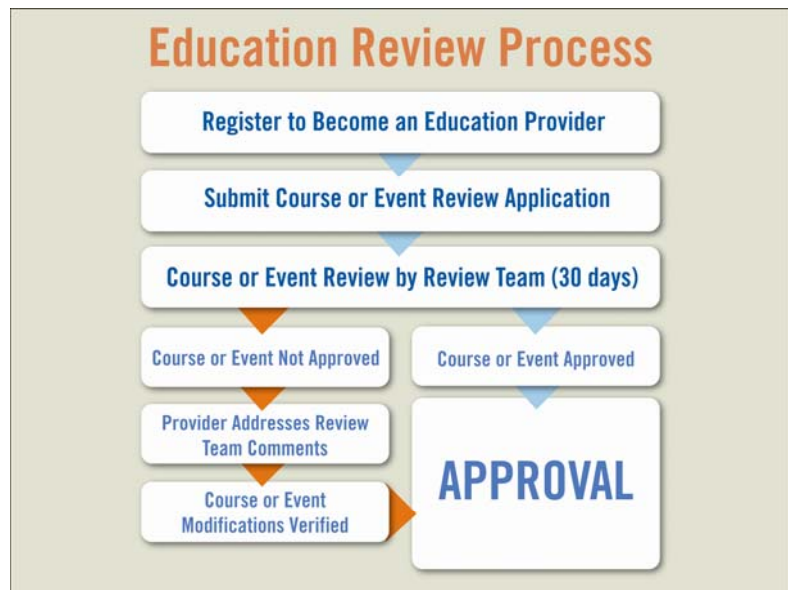 Education Review Process
Register to Become an Education Provider
Submit Course or Event Review Application
Course or Event Review by Review Team (30 days)
Course or Event Not Approved
Course or Event Approved
Provider Addresses Review
Team Comments
Course or Event
Modifications Verified
APPROVAL